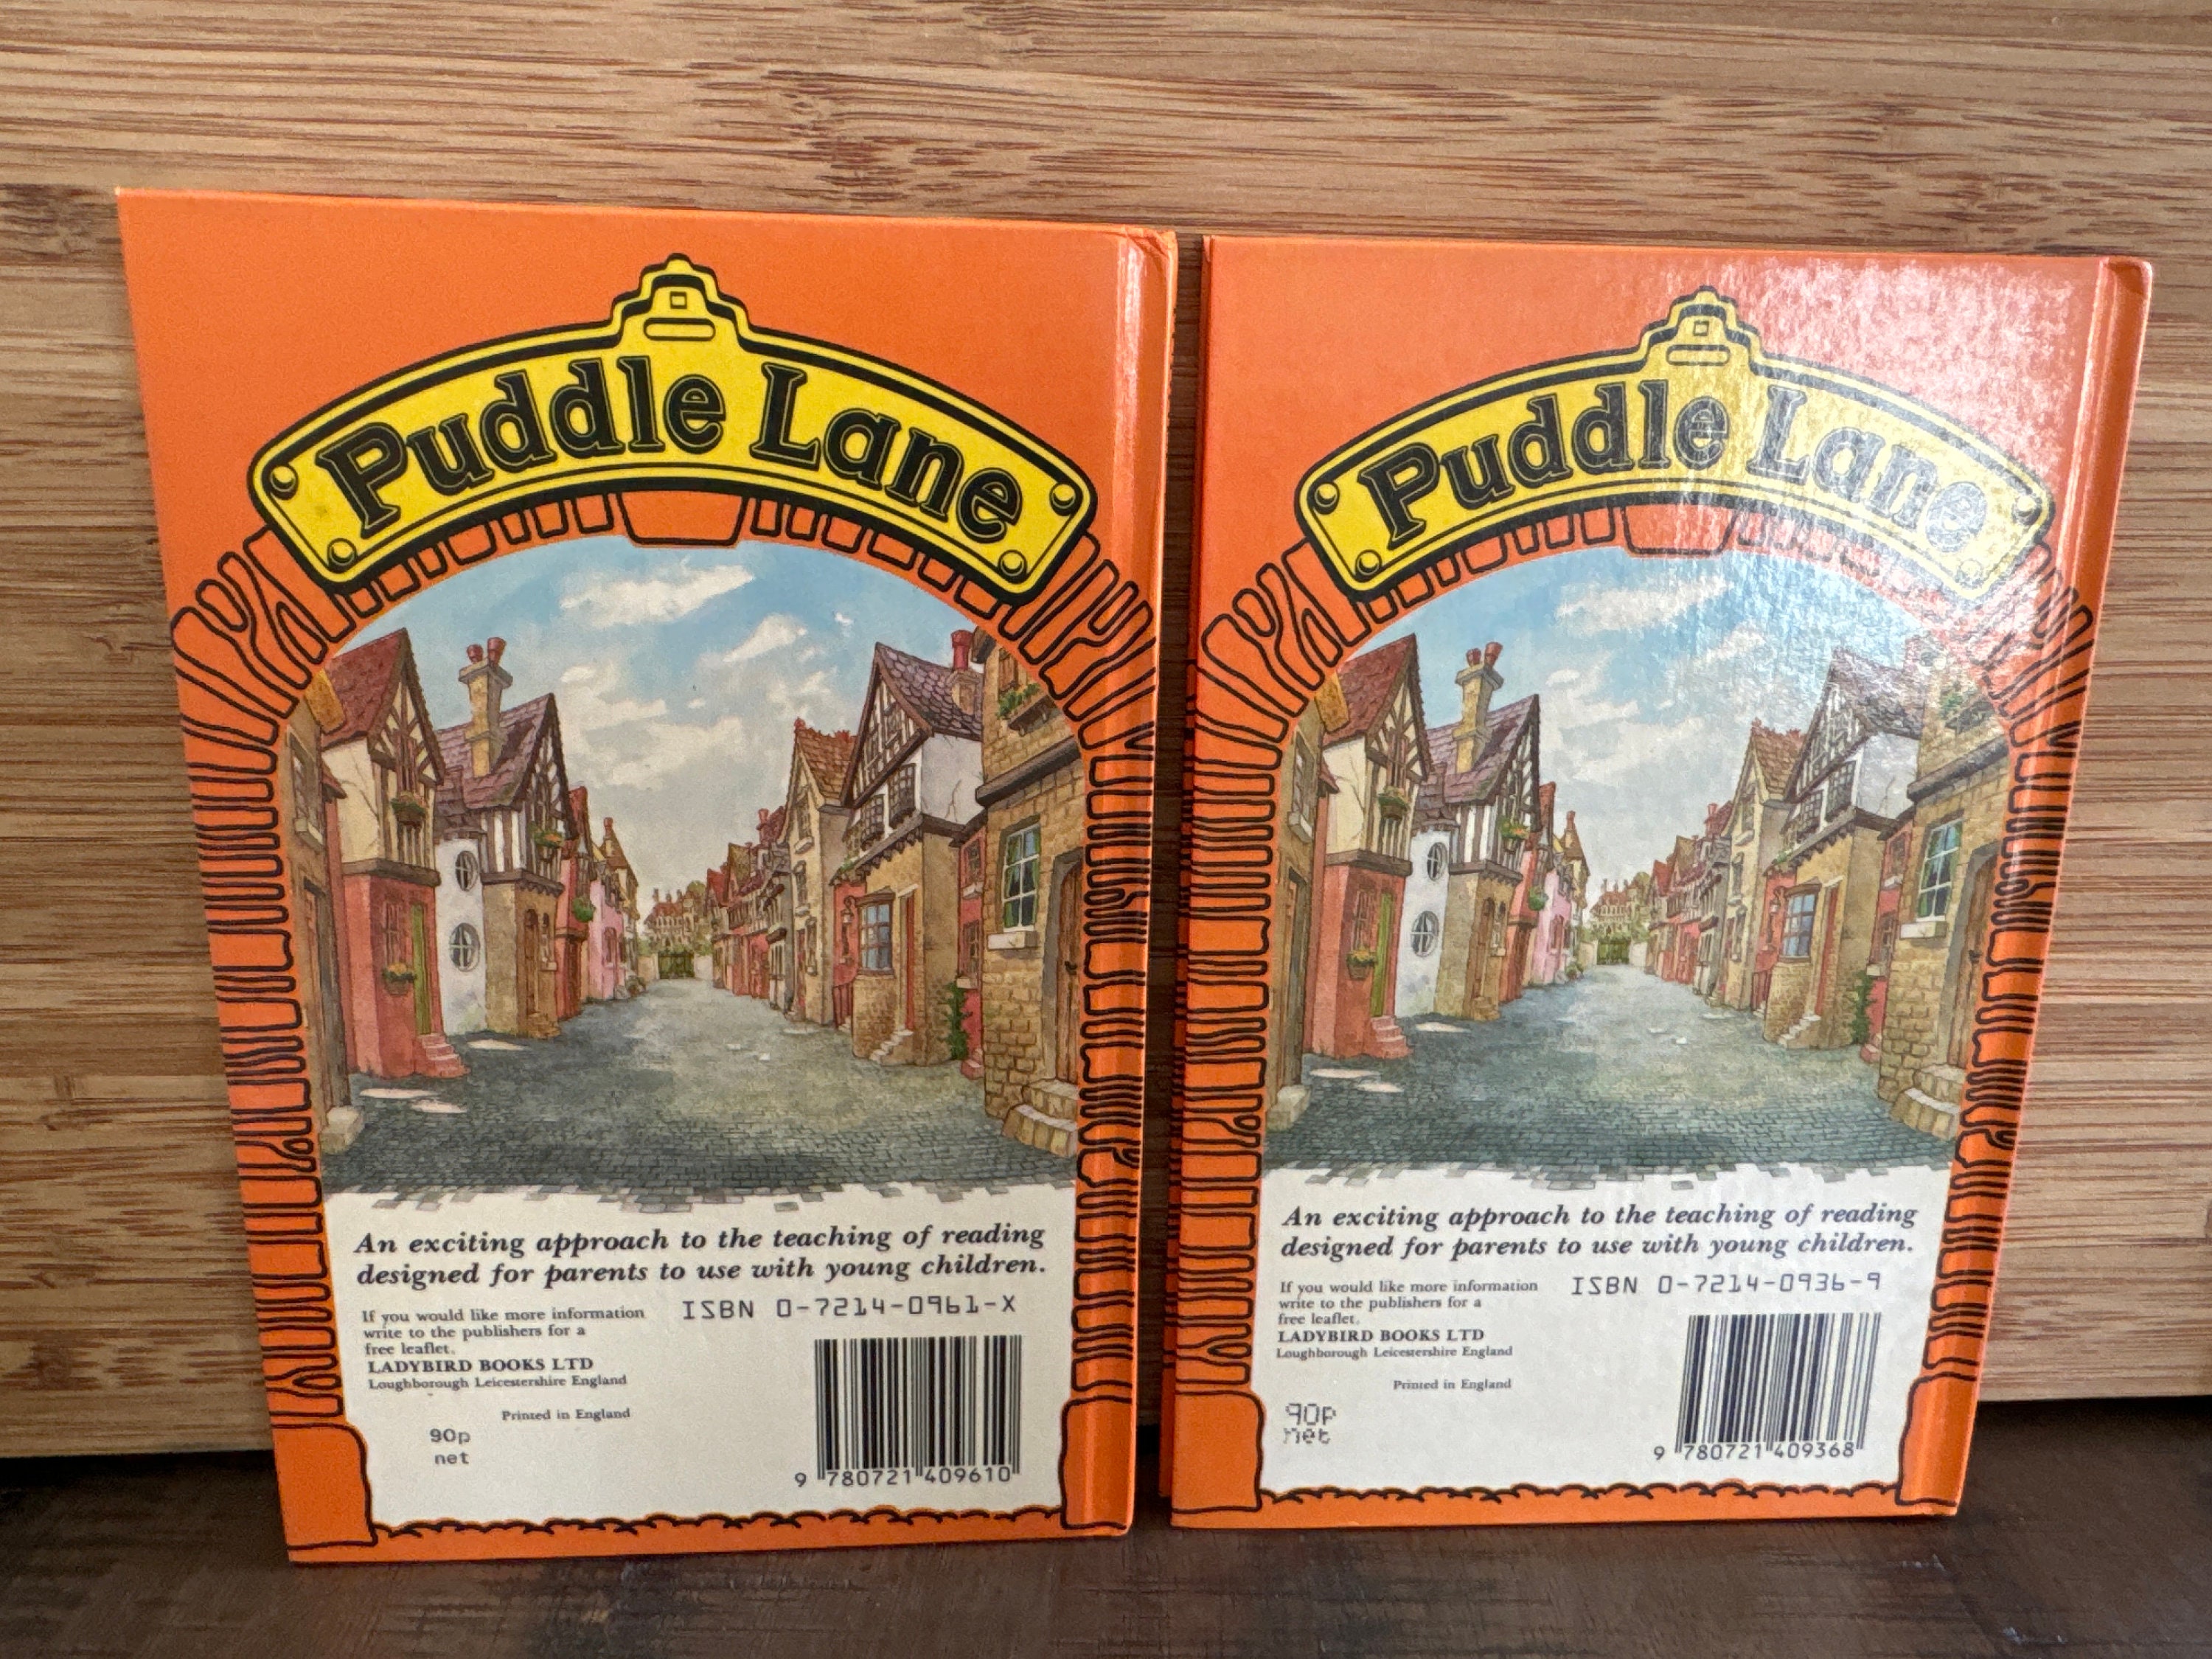 Puddle Lane
An exciting approach to the teaching of reading
designed for parents to use with young children.
If you would like more information
write to the publishers for a
free leaflet.
LADYBIRD BOOKS LTD
Loughborough Leicestershire England
Printed in England
90p
net
ISBN 0-7214-0961-X
9 780721 409610
Puddle Lane
An exciting approach to the teaching of reading
designed for parents to use with young children.
If you would like more information
write to the publishers for a
free leaflet.
LADYBIRD BOOKS LTD
Loughborough Leicestershire England
Printed in England
90p
net
ISBN 0-7214-0936-9
9 780721 409368